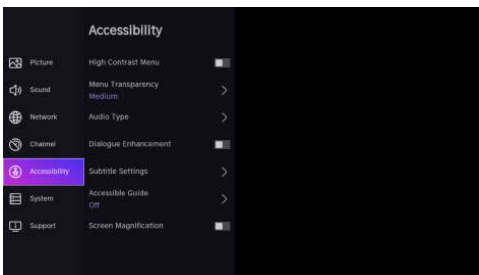 Accessibility
Picture
Sound
Network
Channel
Accessibility
System
Support
High Contrast Menu
Menu Transparency
Medium
Audio Type
Dialogue Enhancement
Subtitle Settings
Accessible Guide
Off
Screen Magnification